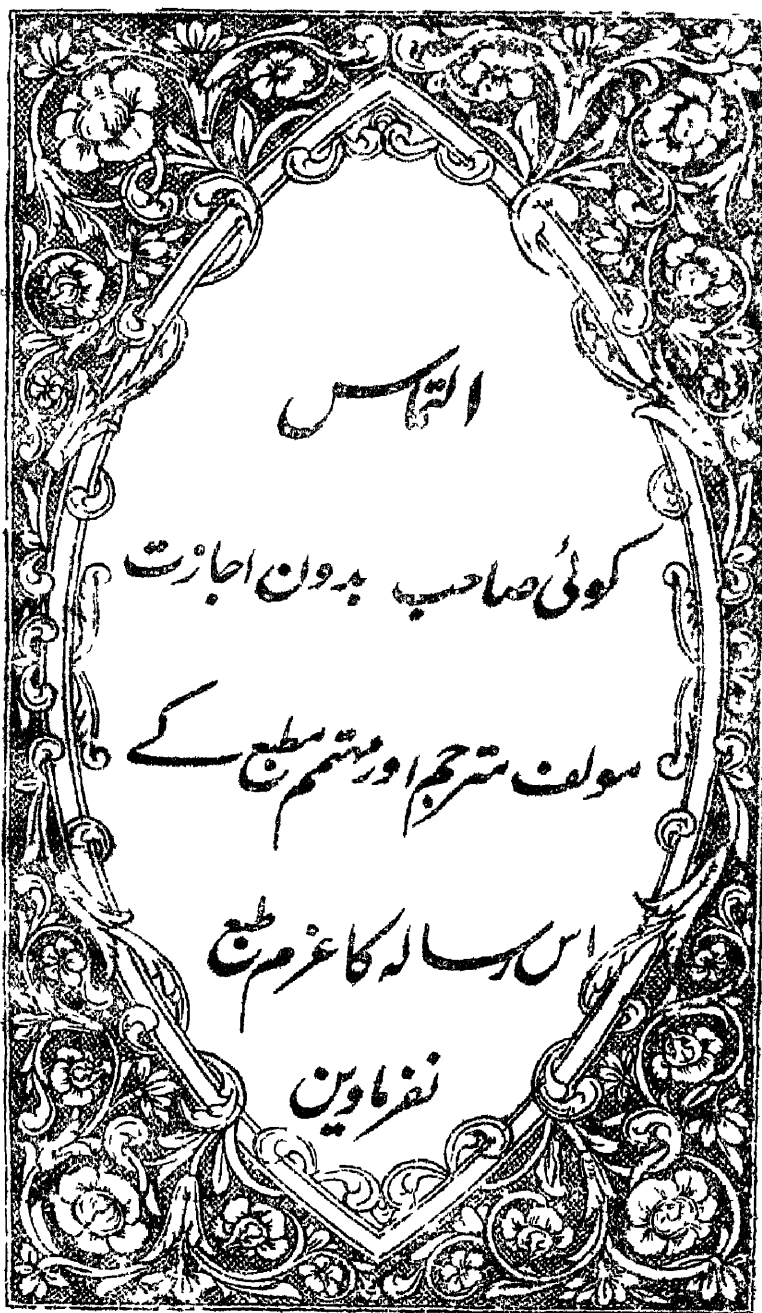 التماس
کوئی صاحب بدون اجازت
مولف مترجم اور مہتمم مطبع کے
اس رسالہ کا عزم طبع
نفرماوین